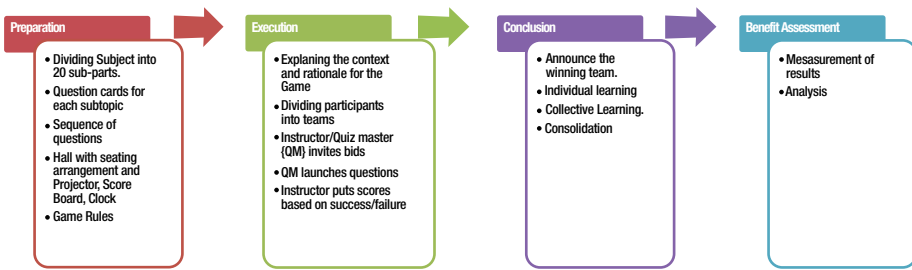 Preparation
• Dividing Subject into
20 sub-parts.
• Question cards for
each subtopic
• Sequence of
questions
• Hall with seating
arrangement and
Projector, Score
Board, Clock
• Game Rules
Execution
• Explaning the context
and rationale for the
Game
• Dividing participants
into teams
• Instructor/Quiz master
{QM} invites bids
• QM launches questions
• Instructor puts scores
based on success/failure
Conclusion
• Announce the
winning team.
• Individual learning
• Collective Learning.
• Consolidation
Benefit Assessment
• Mesasurement of
results
• Analysis